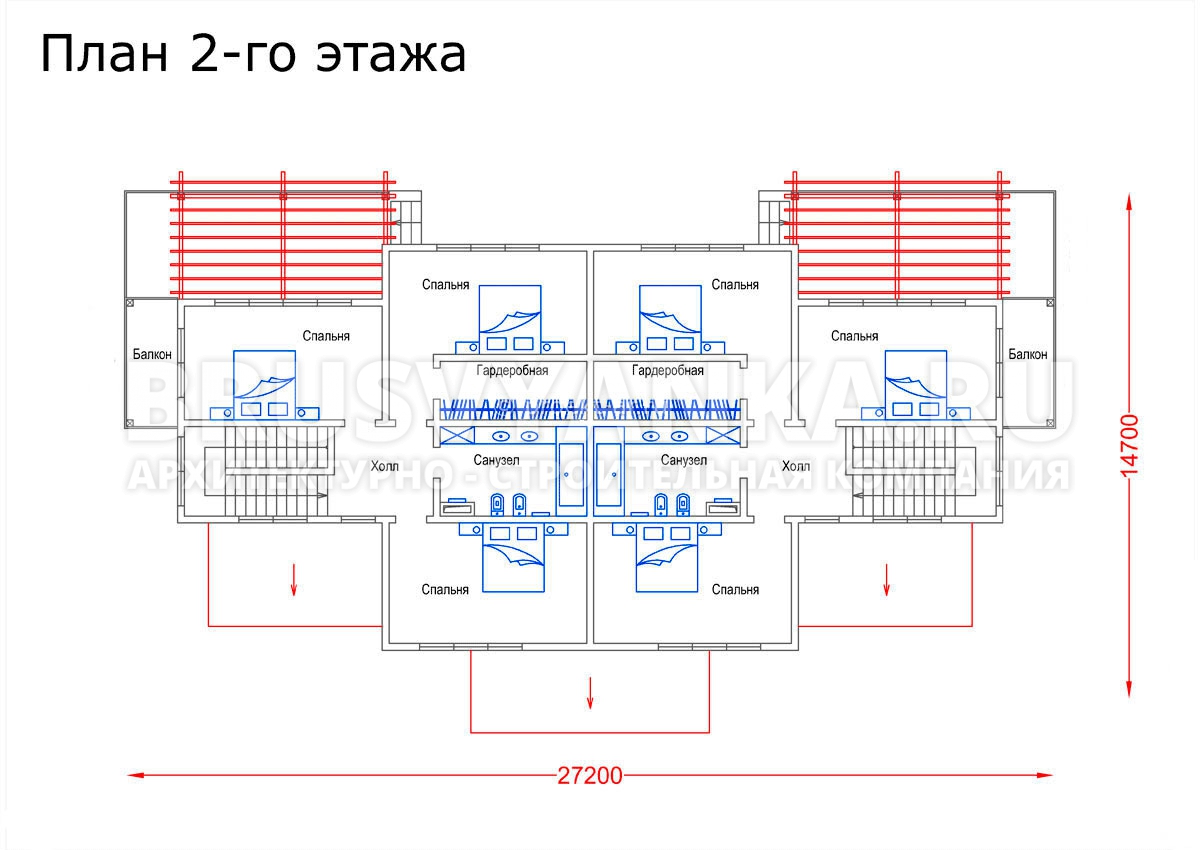 План 2-го этажа
Спальня
Спальня
Спальня
Спальня
Балкон
Балкон
Гардеробная
Гардеробная
BRUSVYANKA.RU
Холл
Санузел
Санузел
Холл
АРХИТЕКТУРНО - СТРОИТЕЛЬНАЯ КОМПАНИЯ
14700
Спальня
Спальня
27200